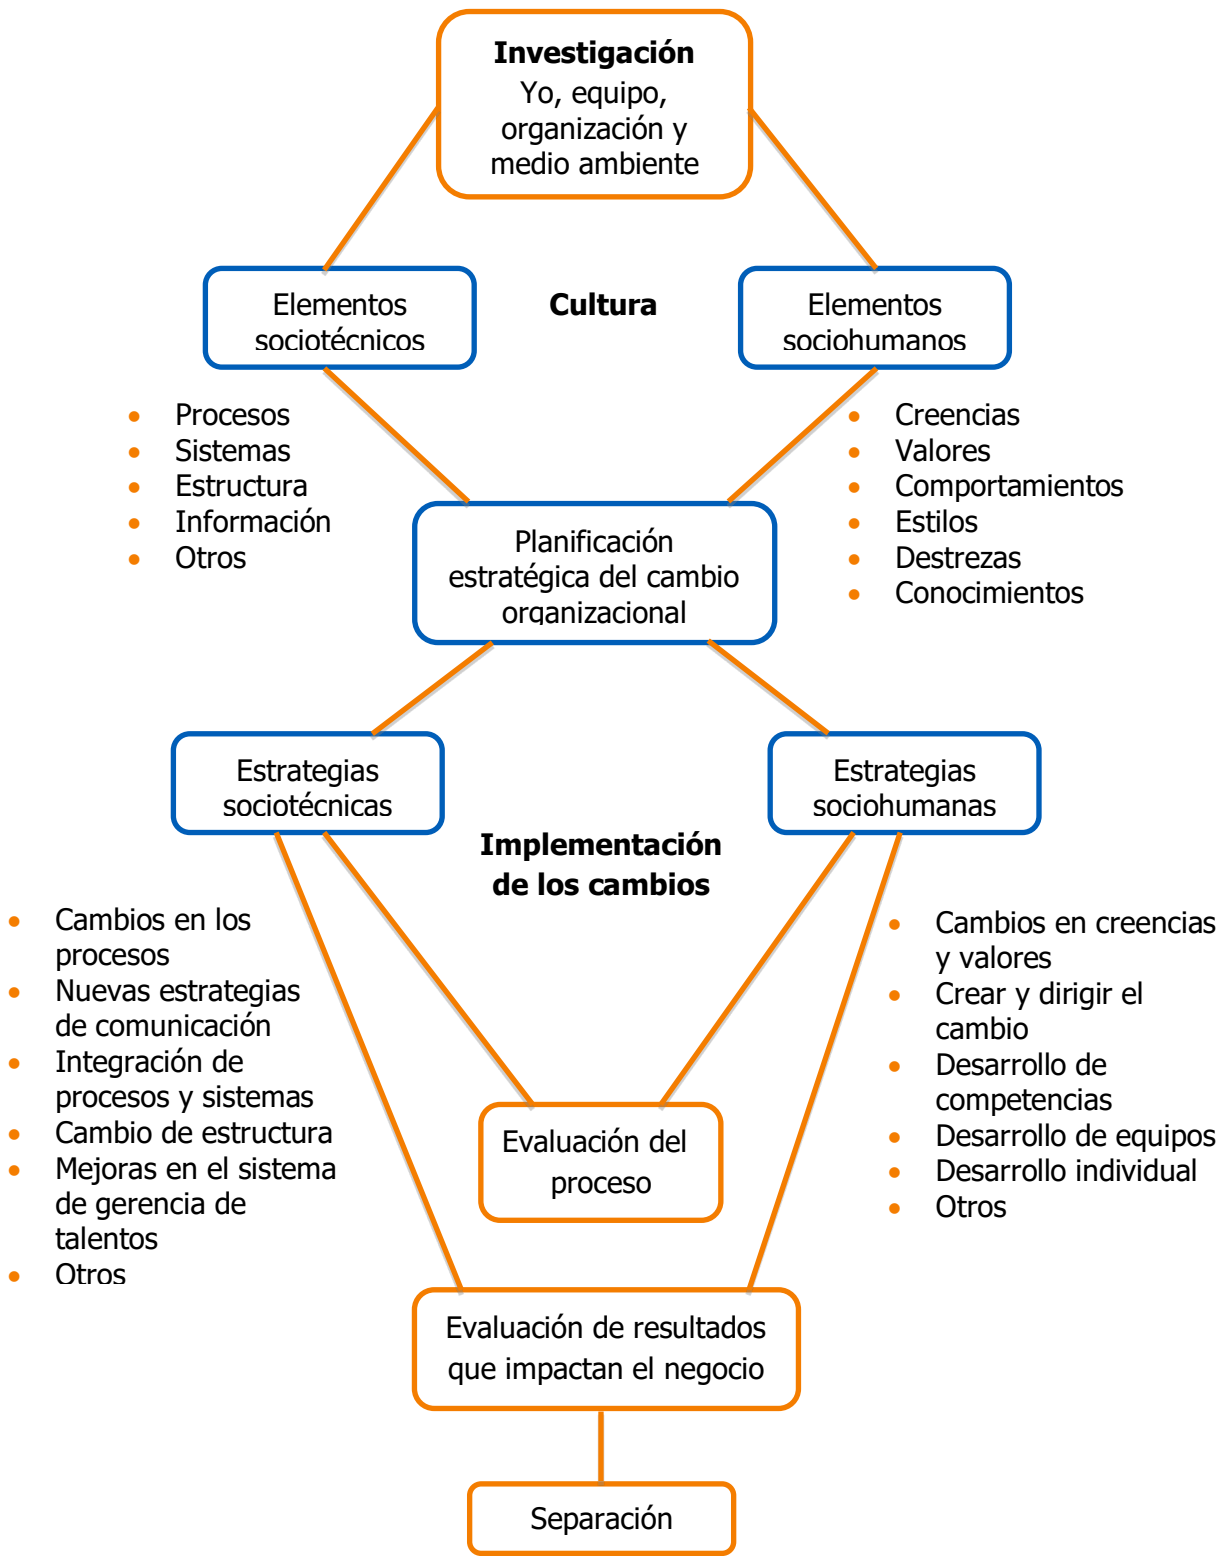 Investigación
Yo, equipo,
organización y
medio ambiente
Elementos
sociotécnicos
Cultura
Elementos
sociohumanos
Procesos
Sistemas
Estructura
Información
Otros
Creencias
Valores
Comportamientos
Estilos
Destrezas
Conocimientos
Planificación
estratégica del cambio
organizacional
Estrategias
sociotécnicas
Estrategias
sociohumanas
Implementación
de los cambios
Cambios en los
procesos
Nuevas estrategias
de comunicación
Integración de
procesos y sistemas
Cambio de estructura
Mejoras en el sistema
de gerencia de
talentos
Otros
Cambios en creencias
y valores
Crear y dirigir el
cambio
Desarrollo de
competencias
Desarrollo de equipos
Desarrollo individual
Otros
Evaluación del
proceso
Evaluación de resultados
que impactan el negocio
Separación